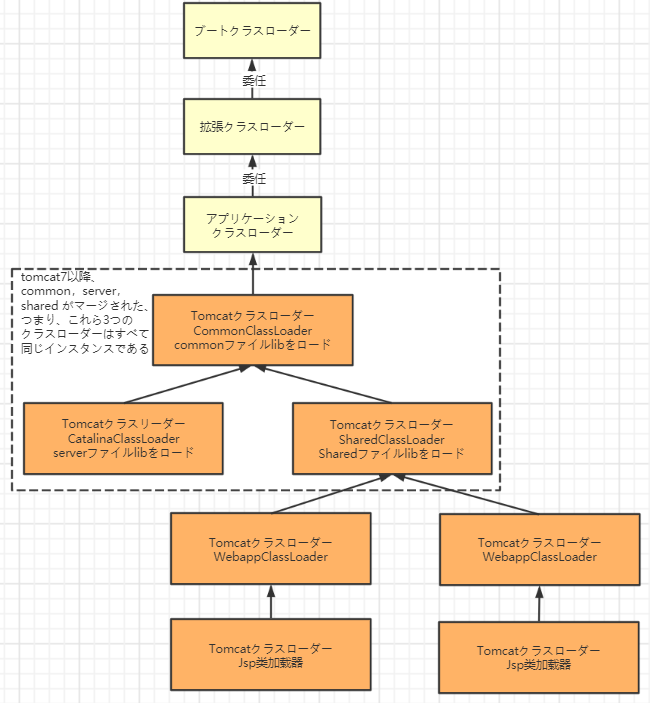 ブートクラスローダー
委任
拡張クラスローダー
委任
アプリケーション
クラスローダー
tomcat7以降、
common，server，
shared がマージされた、
つまり、これら3つの
クラスローダーはすべて
同じインスタンスである
Tomcatクラスローダー
CommonClassLoader
commonファイルlibをロード
Tomcatクラスリーダー
CatalinaClassLoader
serverファイルlibをロード
Tomcatクラスローダー
SharedClassLoader
Sharedファイルlibをロード
Tomcatクラスローダー
WebappClassLoader
Tomcatクラスローダー
WebappClassLoader
Tomcatクラスローダー
Jsp类加载器
Tomcatクラスローダー
Jsp类加载器